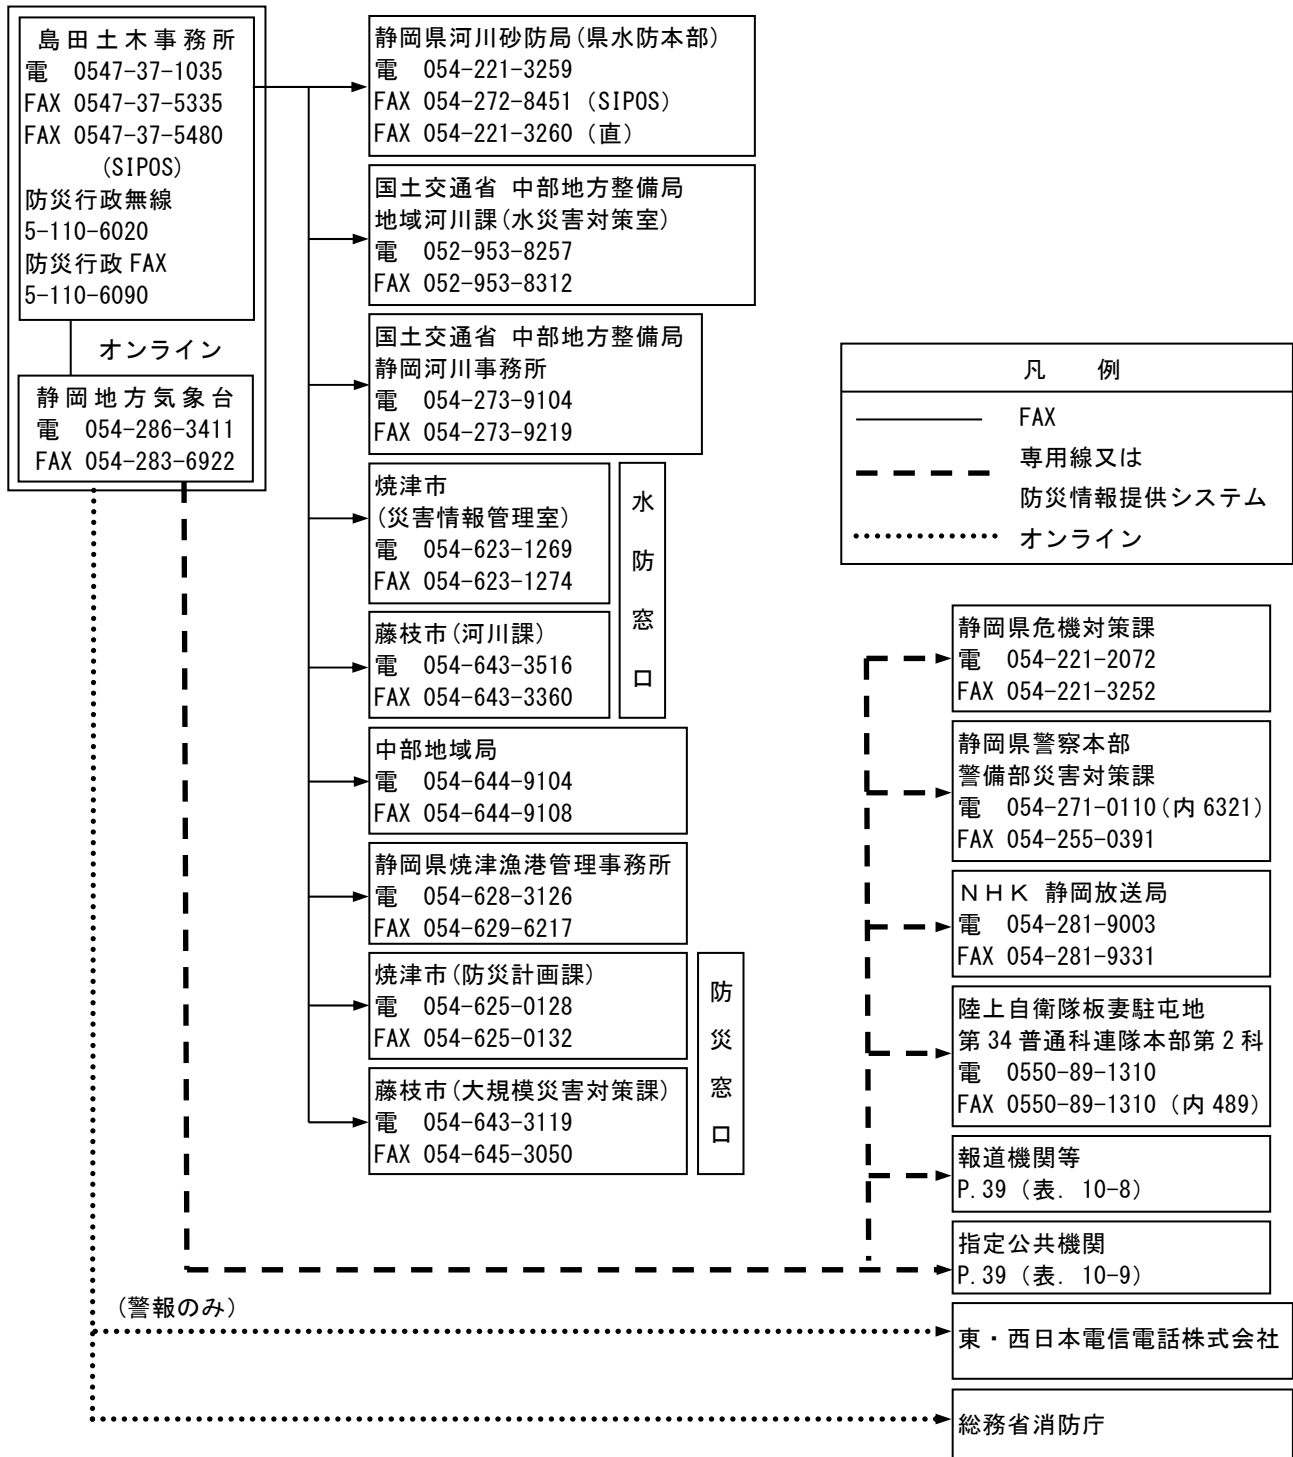 島田土木事務所
電 0547-37-1035
FAX 0547-37-5335
FAX 0547-37-5480
(SIPOS)
防災行政無線
5-110-6020
防災行政 FAX
5-110-6090
オンライン
静岡地方気象台
電 054-286-3411
FAX 054-283-6922
静岡県河川砂防局(県水防本部)
電 054-221-3259
FAX 054-272-8451 (SIPOS)
FAX 054-221-3260 (直)
国土交通省 中部地方整備局
地域河川課(水災害対策室)
電 052-953-8257
FAX 052-953-8312
国土交通省 中部地方整備局
静岡河川事務所
電 054-273-9104
FAX 054-273-9219
焼津市
(災害情報管理室)
電 054-623-1269
FAX 054-623-1274
藤枝市(河川課)
電 054-643-3516
FAX 054-643-3360
水防窓口
中部地域局
電 054-644-9104
FAX 054-644-9108
静岡県焼津漁港管理事務所
電 054-628-3126
FAX 054-629-6217
焼津市(防災計画課)
電 054-625-0128
FAX 054-625-0132
藤枝市(大規模災害対策課)
電 054-643-3119
FAX 054-645-3050
防災窓口
凡 例
FAX
専用線又は
防災情報提供システム
オンライン
静岡県危機対策課
電 054-221-2072
FAX 054-221-3252
静岡県警察本部
警備部災害対策課
電 054-271-0110(内 6321)
FAX 054-255-0391
NHK 静岡放送局
電 054-281-9003
FAX 054-281-9331
陸上自衛隊板妻駐屯地
第 34 普通科連隊本部第 2 科
電 0550-89-1310
FAX 0550-89-1310 (内 489)
報道機関等
P.39 (表. 10-8)
指定公共機関
P.39 (表. 10-9)
(警報のみ)
東・西日本電信電話株式会社
総務省消防庁